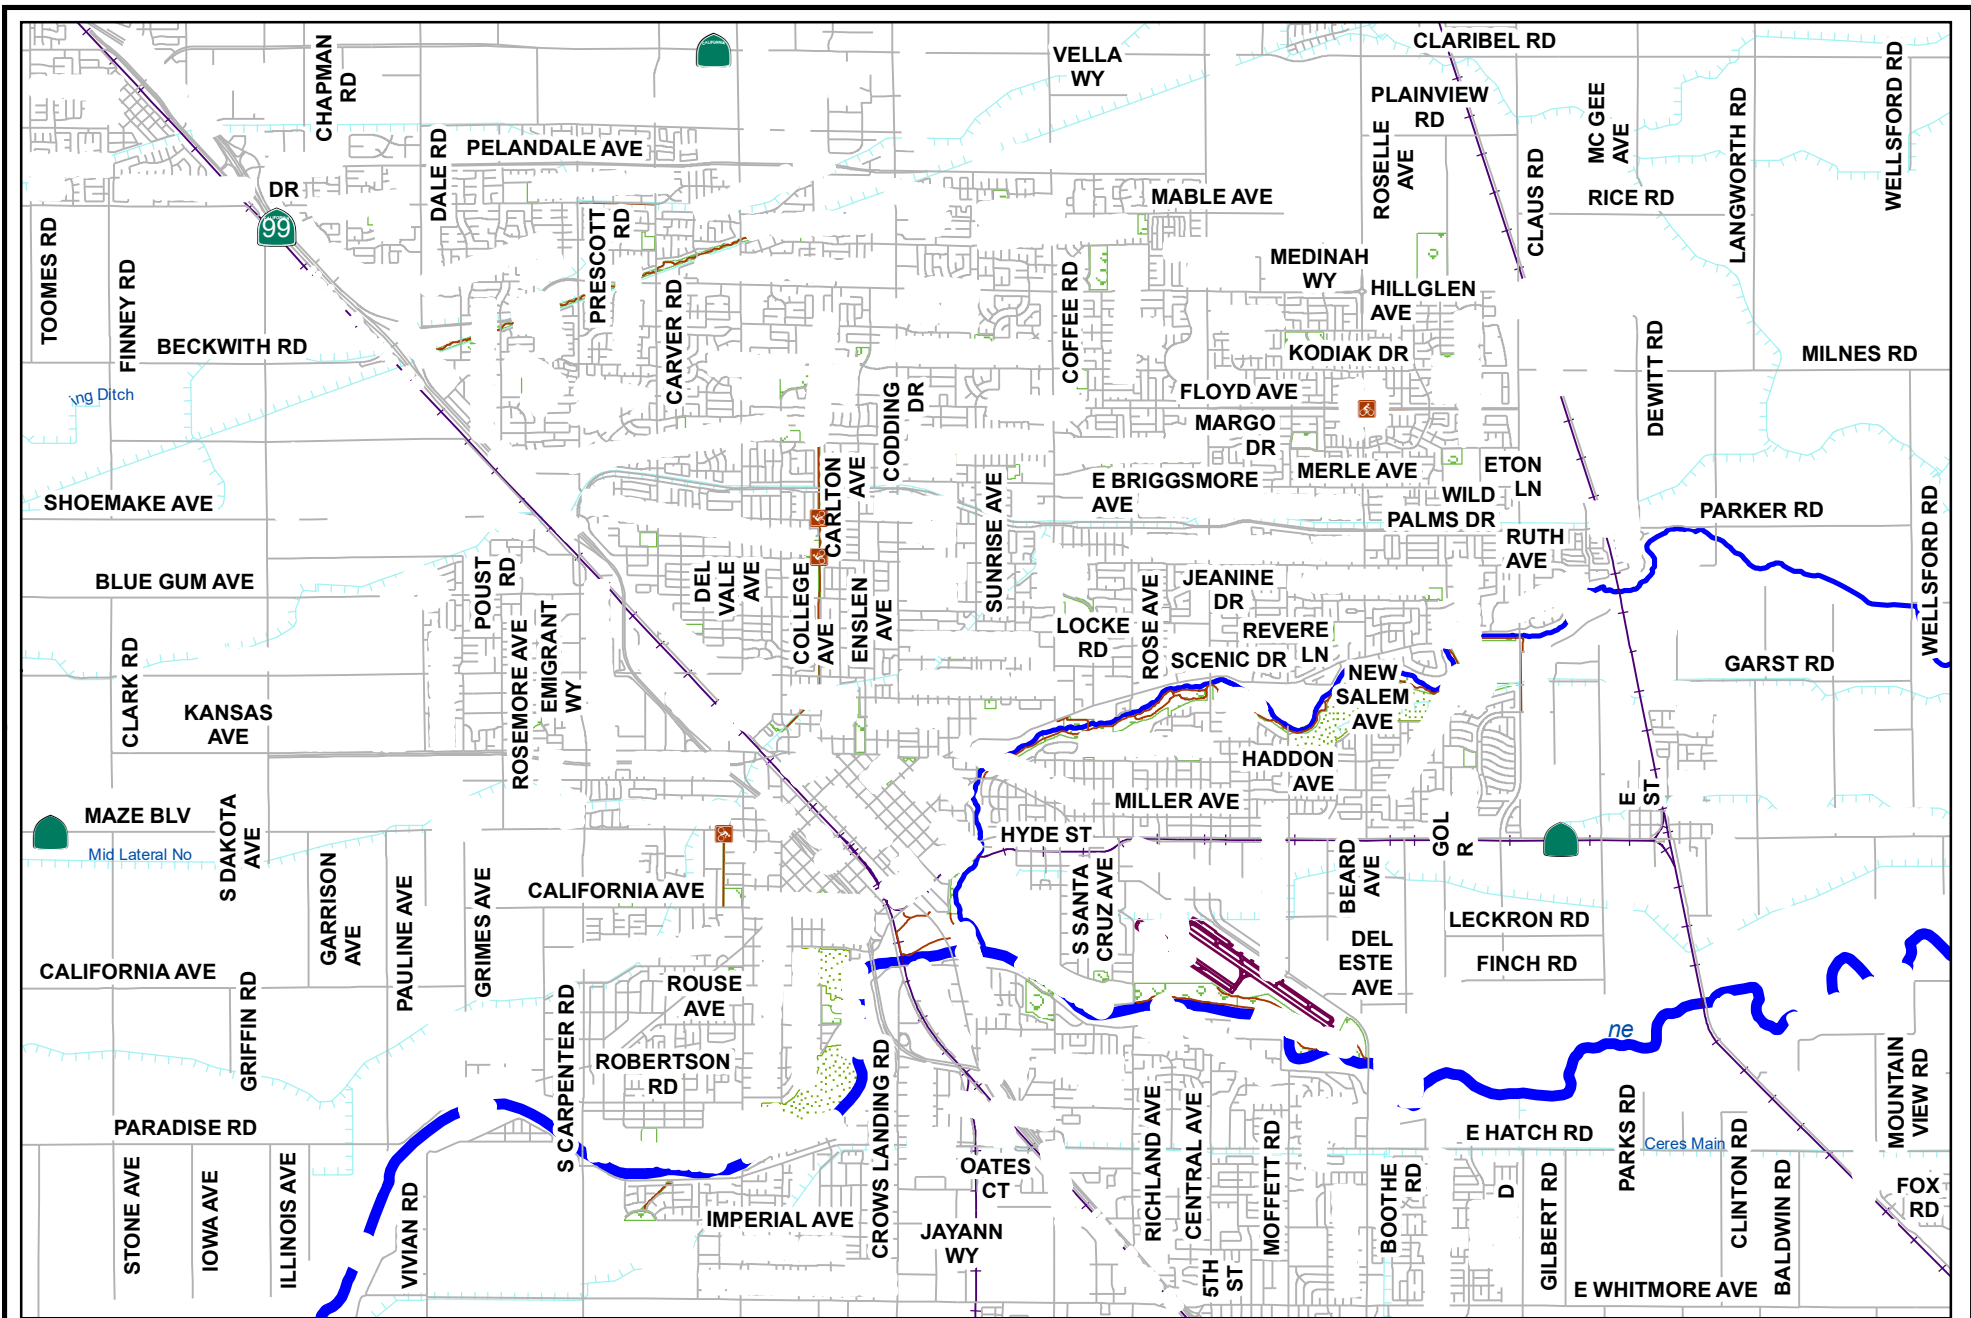 CLARIBEL RD
CHAPMAN
RD
VELLA
WY
WELLSFORD RD
PLAINVIEW
RD
MC GEE
AVE
LANGWORTH RD
DALE RD
PELANDALE AVE
ROSELLE
AVE
CLAUS RD
DR
99
MABLE AVE
RICE RD
TOOMES RD
FINNEY RD
PRESCOTT
RD
CARVER RD
COFFEE RD
MEDINAH
WY
HILLGLEN
AVE
BECKWITH RD
KODIAK DR
DEWITT RD
MILNES RD
ing Ditch
CODDING
DR
FLOYD AVE
MARGO
DR
MERLE AVE
ETON
LN
SHOEMAKE AVE
CARLTON
AVE
SUNRISE AVE
E BRIGGSMORE
AVE
WILD
PALMS DR
PARKER RD
WELLSFORD RD
RUTH
AVE
BLUE GUM AVE
POUST
RD
DEL
VALE
AVE
COLLEGE
AVE
ENSLEN
AVE
JEANINE
DR
ROSE AVE
LOCKE
RD
REVERE
LN
SCENIC DR
GARST RD
CLARK RD
KANSAS
AVE
ROSEMORE AVE
EMIGRANT
WY
NEW
SALEM
AVE
HADDON
AVE
MAZE BLV
Mid Lateral No
S DAKOTA
AVE
MILLER AVE
HYDE ST
E
ST
GOL
R
BEARD
AVE
GARRISON
AVE
PAULINE AVE
GRIMES AVE
CALIFORNIA AVE
S SANTA
CRUZ AVE
LECKRON RD
DEL
ESTE
AVE
FINCH RD
CALIFORNIA AVE
GRIFFIN RD
S CARPENTER RD
ROUSE
AVE
ROBERTSON
RD
CROWS LANDING RD
ne
MOUNTAIN
VIEW RD
PARADISE RD
RICHLAND AVE
CENTRAL AVE
MOFFETT RD
E HATCH RD
PARKS RD
Ceres Main
CLINTON RD
STONE AVE
IOWA AVE
ILLINOIS AVE
VIVIAN RD
IMPERIAL AVE
OATES
CT
JAYANN
WY
5TH
ST
BOOTHE
RD
D
GILBERT RD
BALDWIN RD
FOX
RD
E WHITMORE AVE